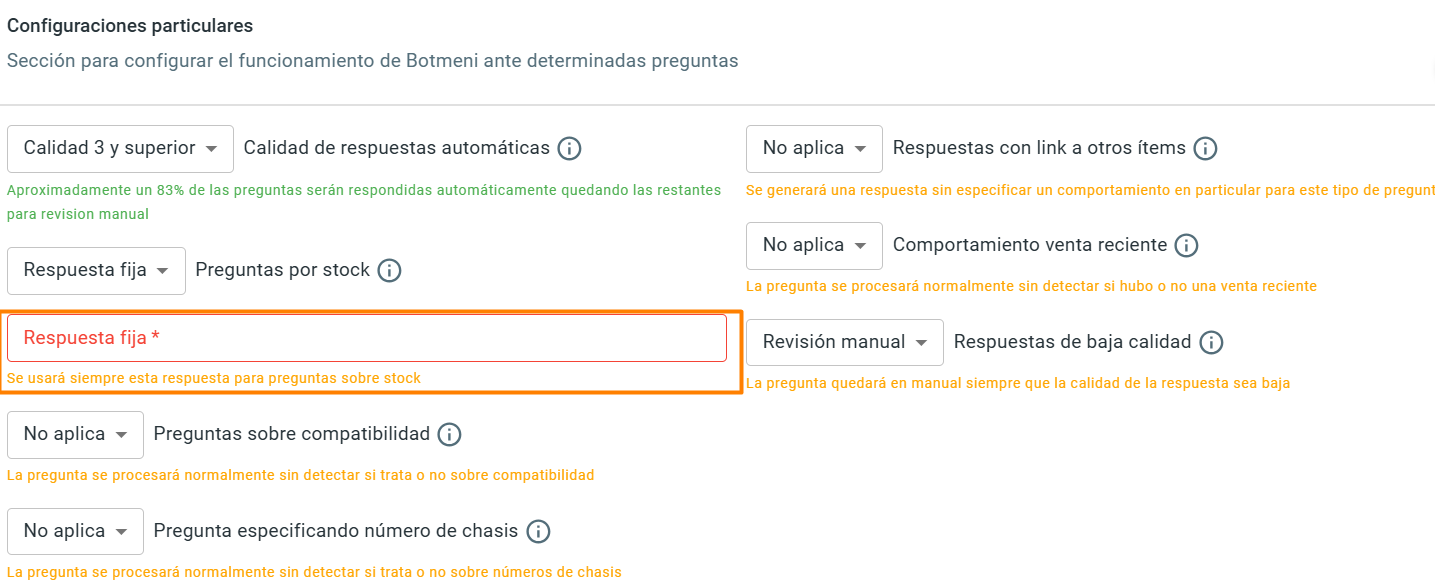 Configuraciones particulares
Sección para configurar el funcionamiento de Botmeni ante determinadas preguntas
Calidad 3 y superior Calidad de respuestas automáticas
Aproximadamente un 83% de las preguntas serán respondidas automáticamente quedando las restantes
para revision manual
Respuesta fija Preguntas por stock
Respuesta fija *
Se usará siempre esta respuesta para preguntas sobre stock
No aplica Preguntas sobre compatibilidad
La pregunta se procesará normalmente sin detectar si trata o no sobre compatibilidad
No aplica Pregunta especificando número de chasis
La pregunta se procesará normalmente sin detectar si trata o no sobre números de chasis
No aplica Respuestas con link a otros ítems
Se generará una respuesta sin especificar un comportamiento en particular para este tipo de pregunt
No aplica Comportamiento venta reciente
La pregunta se procesará normalmente sin detectar si hubo o no una venta reciente
Revisión manual Respuestas de baja calidad
La pregunta quedará en manual siempre que la calidad de la respuesta sea baja